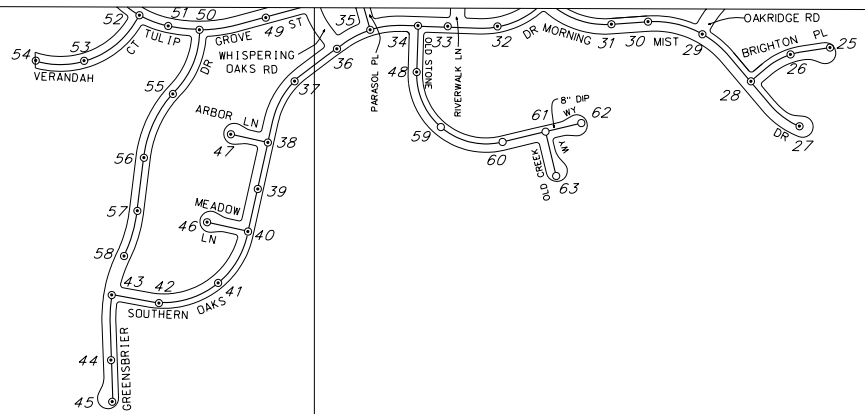 52
51
50
49
ST
GROVE
TULIP
35
34
33
32
DR MORNING
31
30
MIST
29
OAKRIDGE RD
BRIGHTON PL
25
26
28
27
DR
54
53
VERANDAH
CT
DR
55
WHISPERING
OAKS RD
36
37
PARASOL PL
48
OLD STONE
RIVERWALK LN
59
60
61
8" DIP
62
WY
WY
OLD CREEK
63
ARBOR LN
47
38
56
39
MEADOW
46
LN
40
57
58
43
42
41
SOUTHERN OAKS
44
45
GREENSBRIER